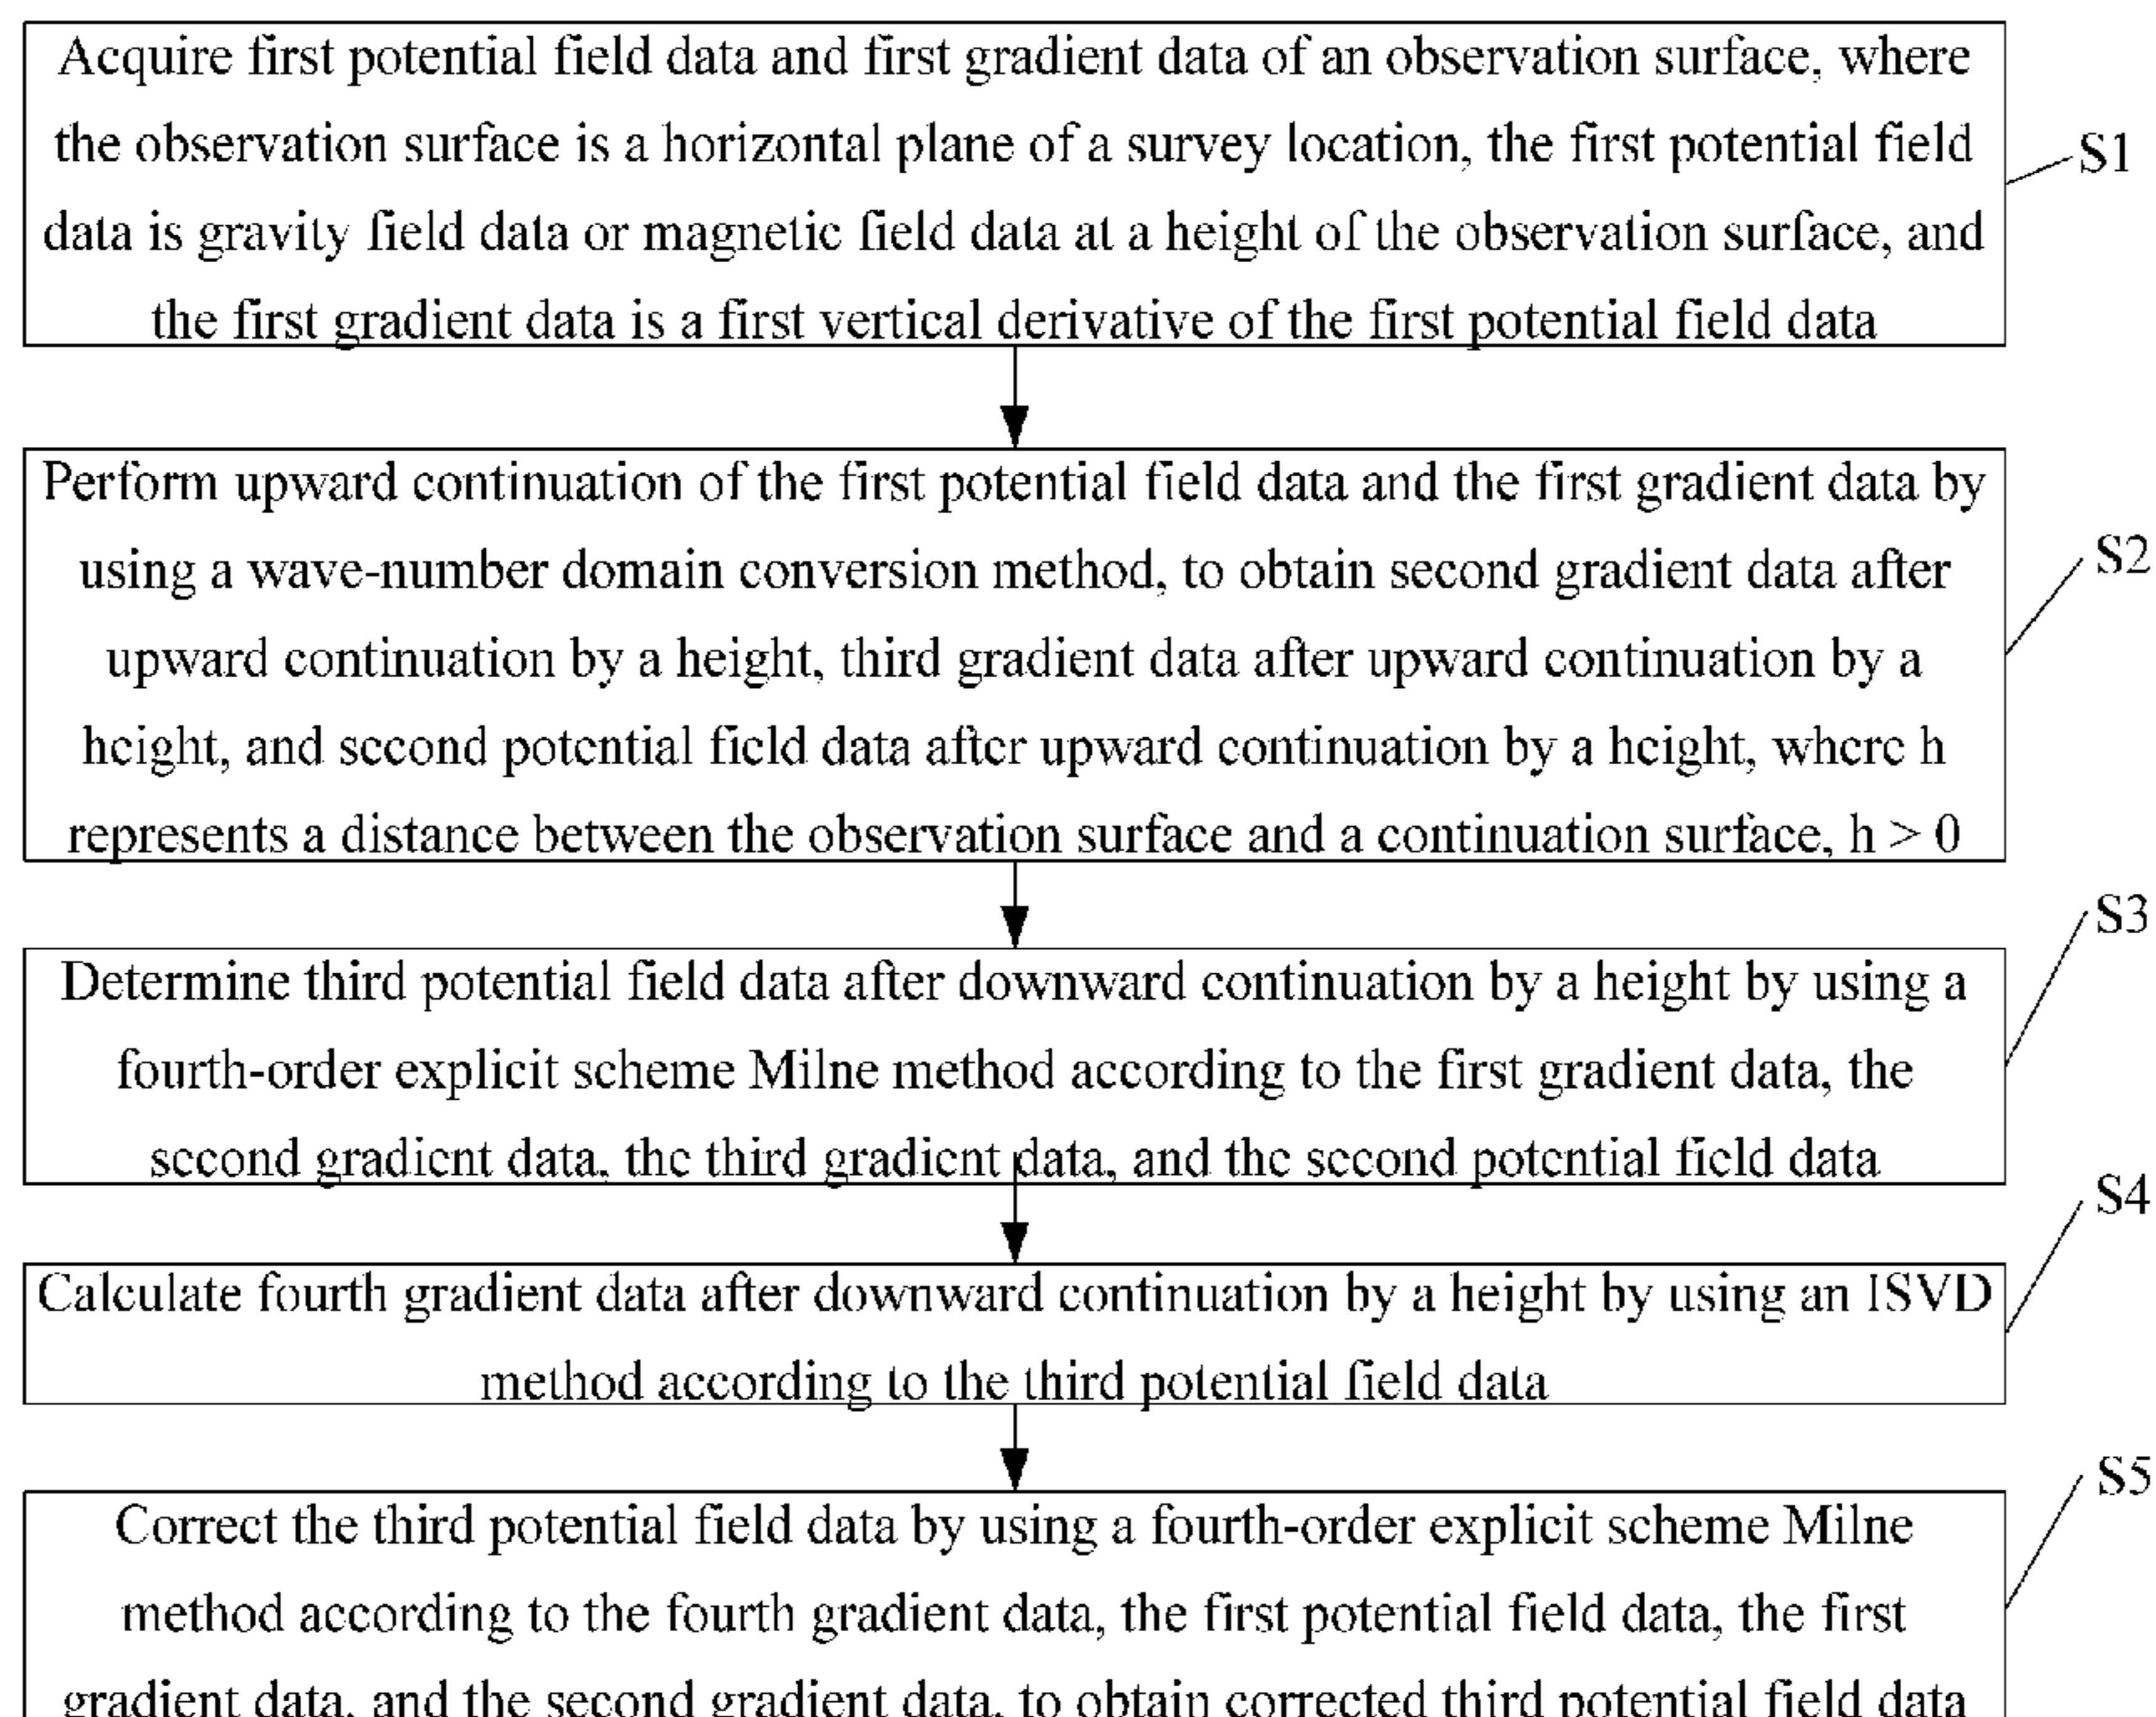 Acquire first potential field data and first gradient data of an observation surface, where
the observation surface is a horizontal plane of a survey location, the first potential field
data is gravity field data or magnetic field data at a height of the observation surface, and
the first gradient data is a first vertical derivative of the first potential field data
S1
Perform upward continuation of the first potential field data and the first gradient data by
using a wave-number domain conversion method, to obtain second gradient data after
upward continuation by a height, third gradient data after upward continuation by a
height, and second potential field data after upward continuation by a height, where h
represents a distance between the observation surface and a continuation surface, h > 0
S2
Determine third potential field data after downward continuation by a height by using a
fourth-order explicit scheme Milne method according to the first gradient data, the
second gradient data, the third gradient data, and the second potential field data
S3
Calculate fourth gradient data after downward continuation by a height by using an ISVD
method according to the third potential field data
S4
Correct the third potential field data by using a fourth-order explicit scheme Milne
method according to the fourth gradient data, the first potential field data, the first
gradient data, and the second gradient data, to obtain corrected third potential field data
S5